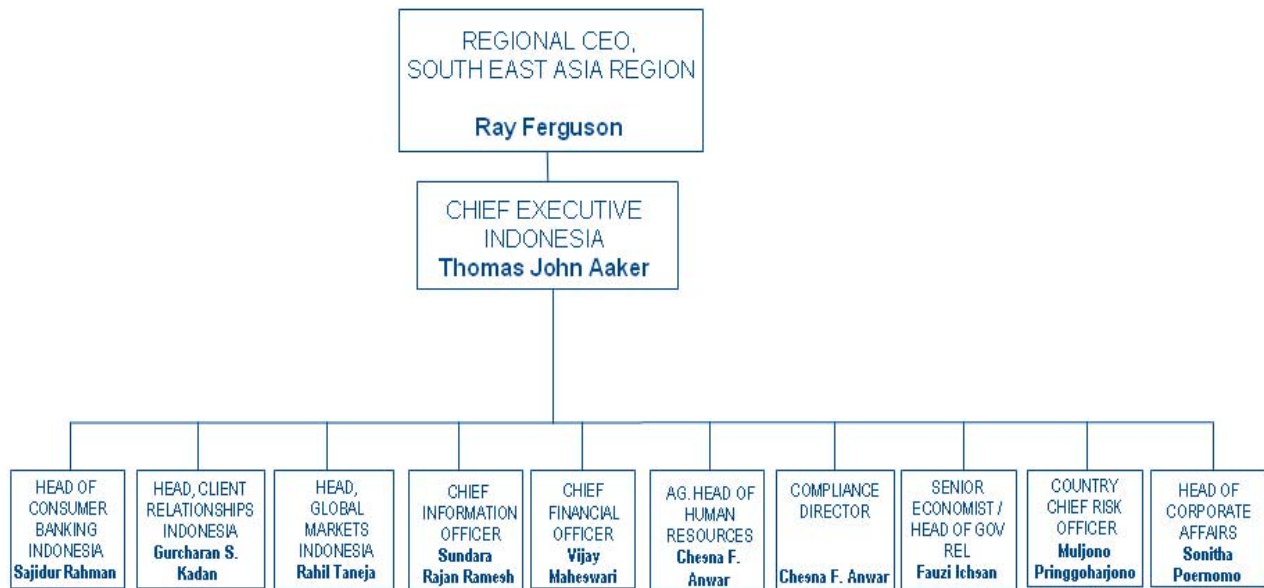 REGIONAL CEO,
SOUTH EAST ASIA REGION
Ray Ferguson
CHIEF EXECUTIVE
INDONESIA
Thomas John Aaker
HEAD OF
CONSUMER
BANKING
INDONESIA
Sajidur Rahman
HEAD, CLIENT
RELATIONSHIPS
INDONESIA
Gurcharan S.
Kadan
HEAD,
GLOBAL
MARKETS
INDONESIA
Rahil Taneja
CHIEF
INFORMATION
OFFICER
Sundara
Rajan Ramesh
CHIEF
FINANCIAL
OFFICER
Vijay
Maheswari
AG. HEAD OF
HUMAN
RESOURCES
Chesna F.
Anwar
COMPLIANCE
DIRECTOR
Chesna F. Anwar
SENIOR
ECONOMIST /
HEAD OF GOV
REL
Fauzi Ichsan
COUNTRY
CHIEF RISK
OFFICER
Muljono
Pringgoharjono
HEAD OF
CORPORATE
AFFAIRS
Sonitha
Poernomo